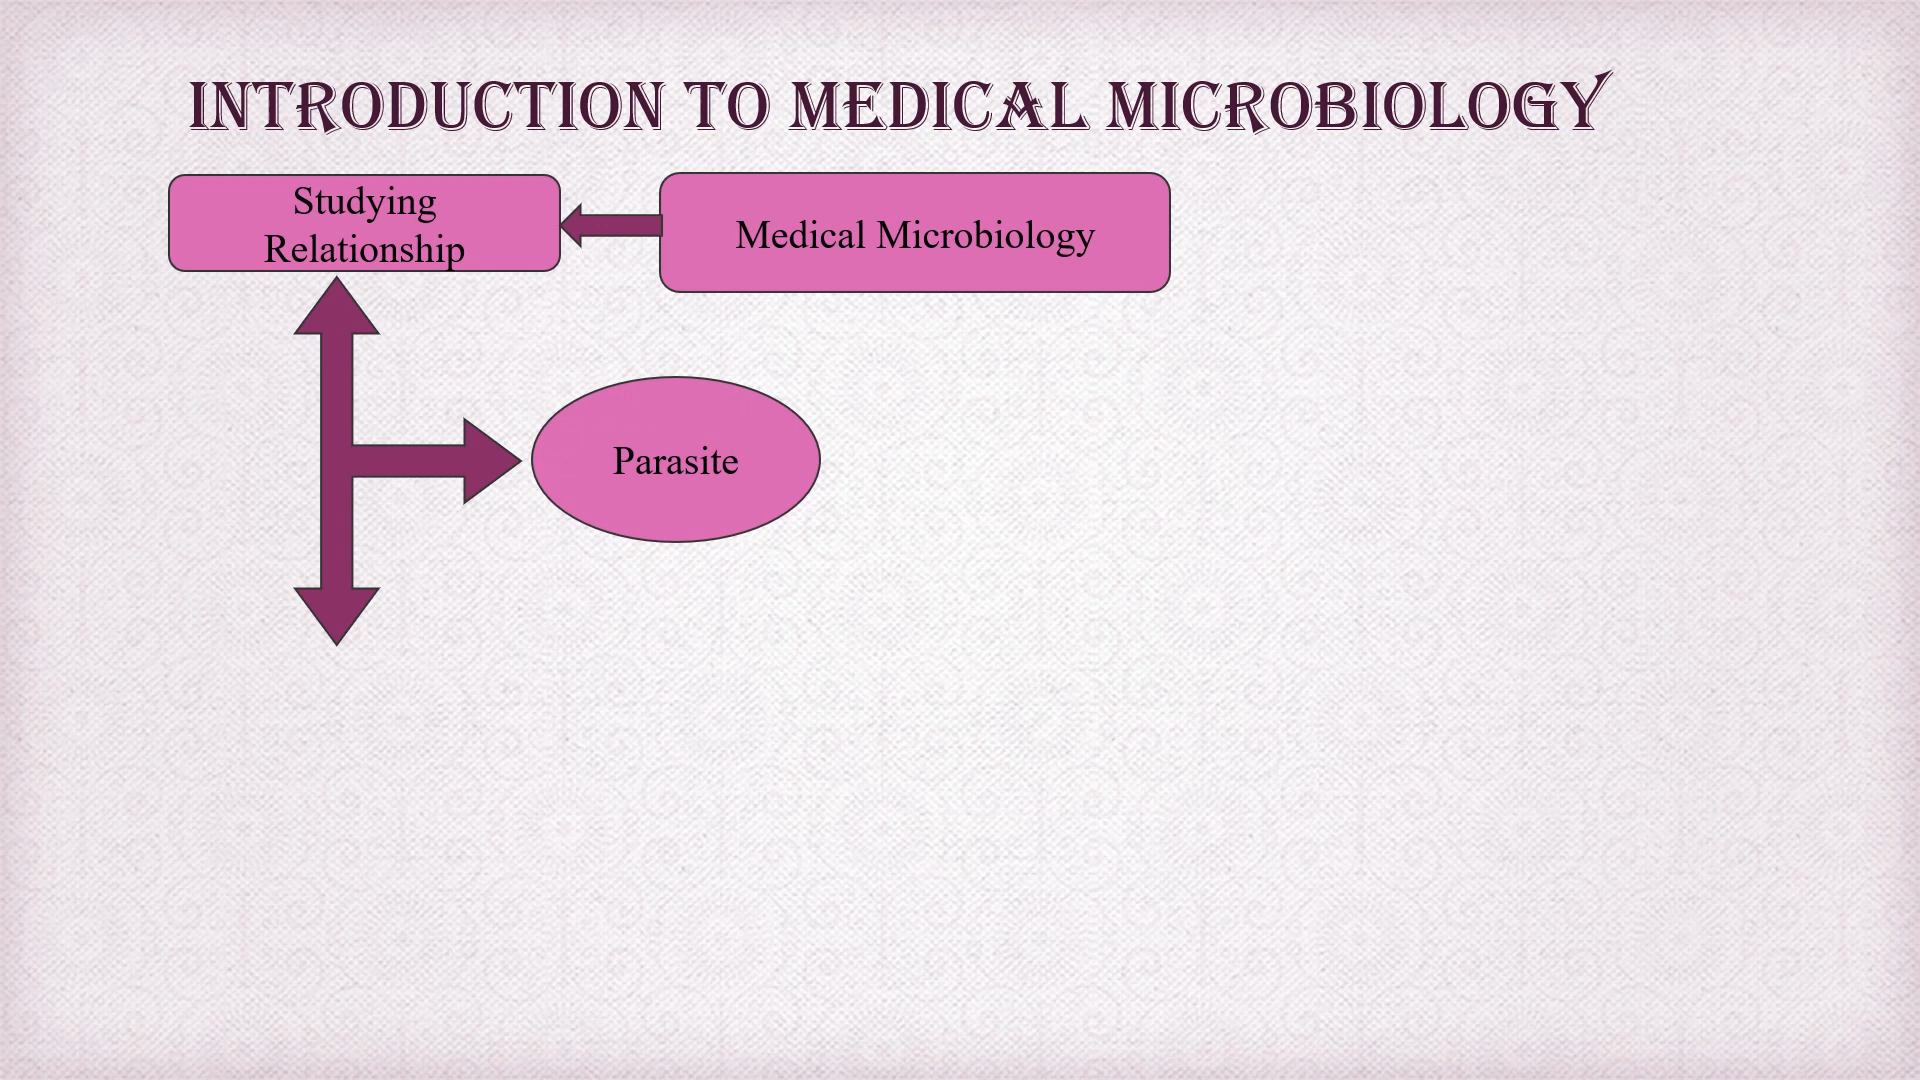 INTRODUCTION TO MEDICAL MICROBIOLOGY
Studying
Relationship
Medical Microbiology
Parasite